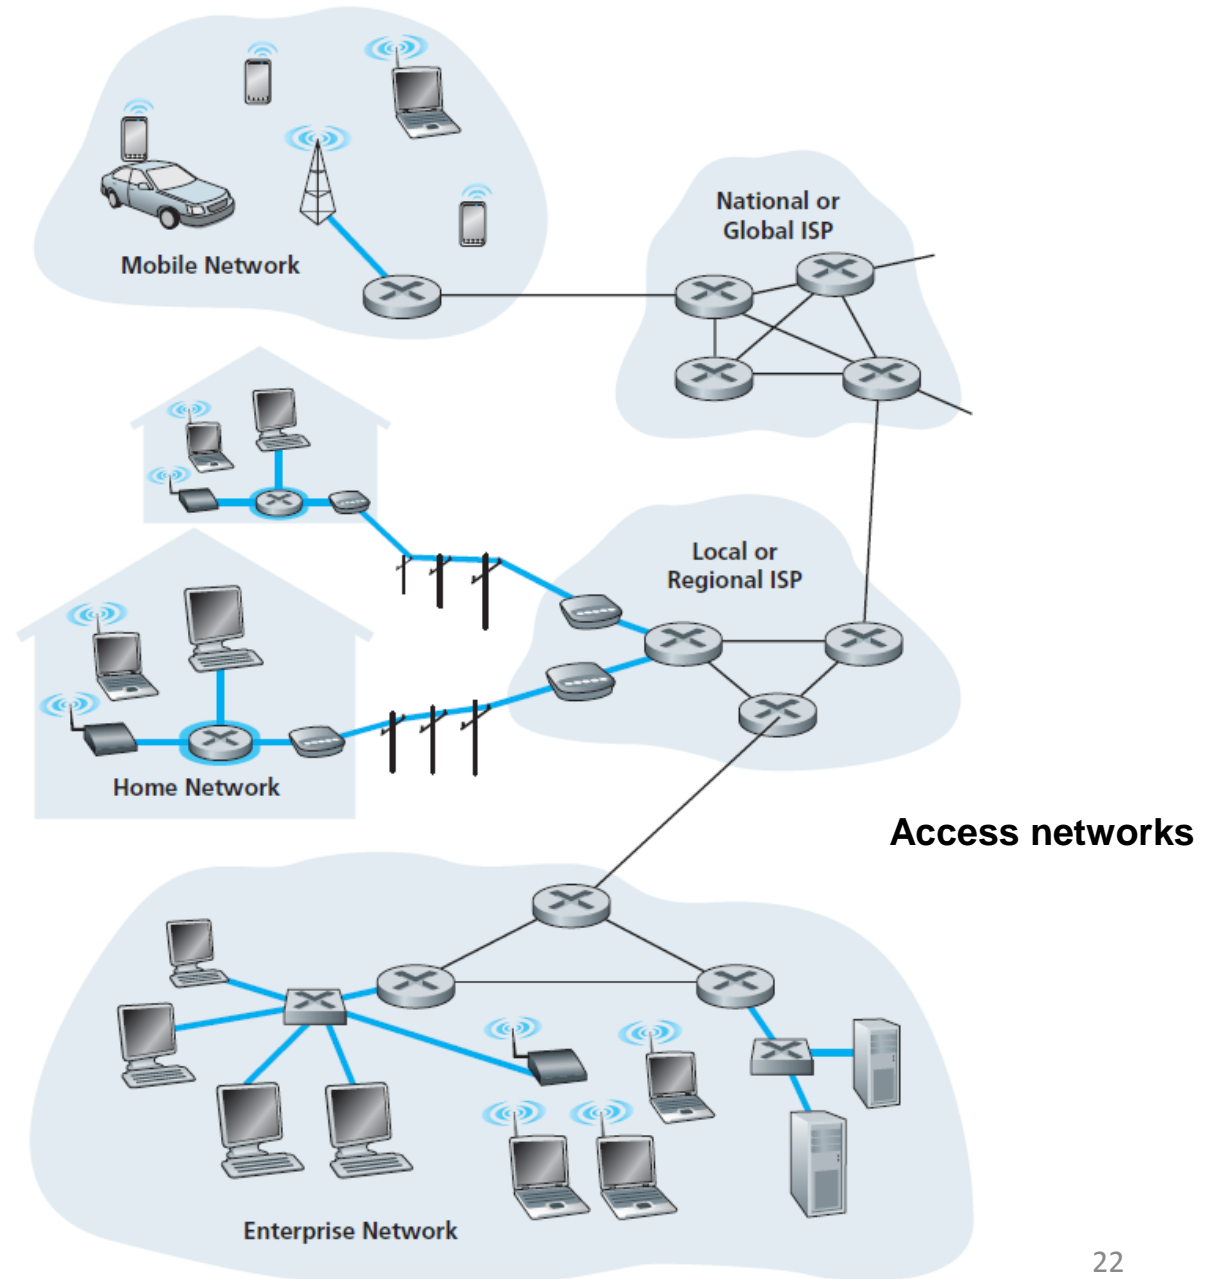 National or
Global ISP
Mobile Network
Local or
Regional ISP
Home Network
Access networks
Enterprise Network
22